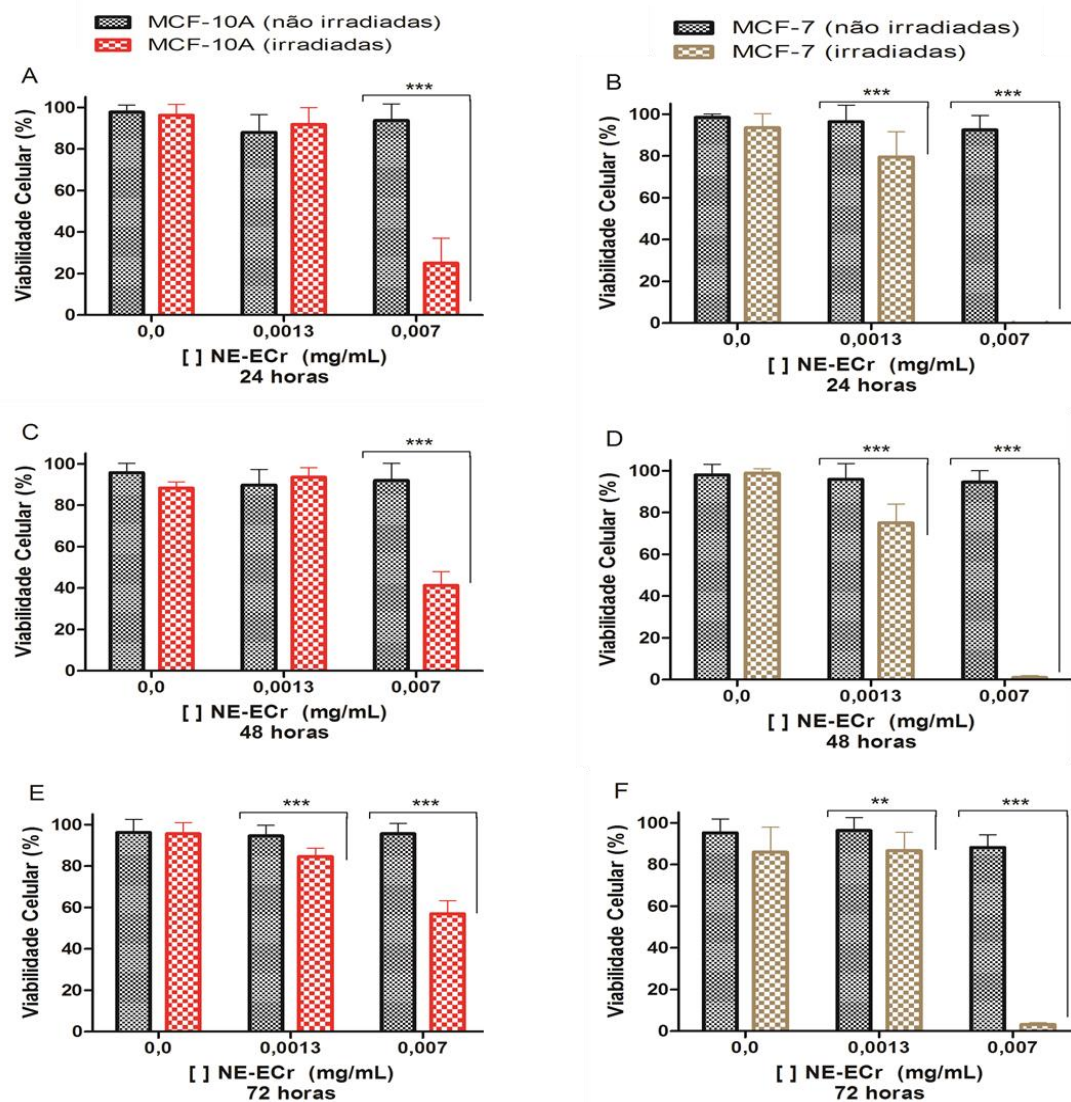 MCF-10A (não irradiadas)
MCF-10A (irradiadas)
MCF-7 (não irradiadas)
MCF-7 (irradiadas)
A
***
Viabilidade Celular (%)
100
80
60
40
20
0
0,0 0,0013 0,007
[ ] NE-ECr (mg/mL)
24 horas
B
*** ***
Viabilidade Celular (%)
100
80
60
40
20
0
0,0 0,0013 0,007
[ ] NE-ECr (mg/mL)
24 horas
C
***
Viabilidade Celular (%)
100
80
60
40
20
0
0,0 0,0013 0,007
[ ] NE-ECr (mg/mL)
48 horas
D
*** ***
Viabilidade Celular (%)
100
80
60
40
20
0
0,0 0,0013 0,007
[ ] NE-ECr (mg/mL)
48 horas
E
*** ***
Viabilidade Celular (%)
100
80
60
40
20
0
0,0 0,0013 0,007
[ ] NE-ECr (mg/mL)
72 horas
F
** ***
Viabilidade Celular (%)
100
80
60
40
20
0
0,0 0,0013 0,007
[ ] NE-ECr (mg/mL)
72 horas